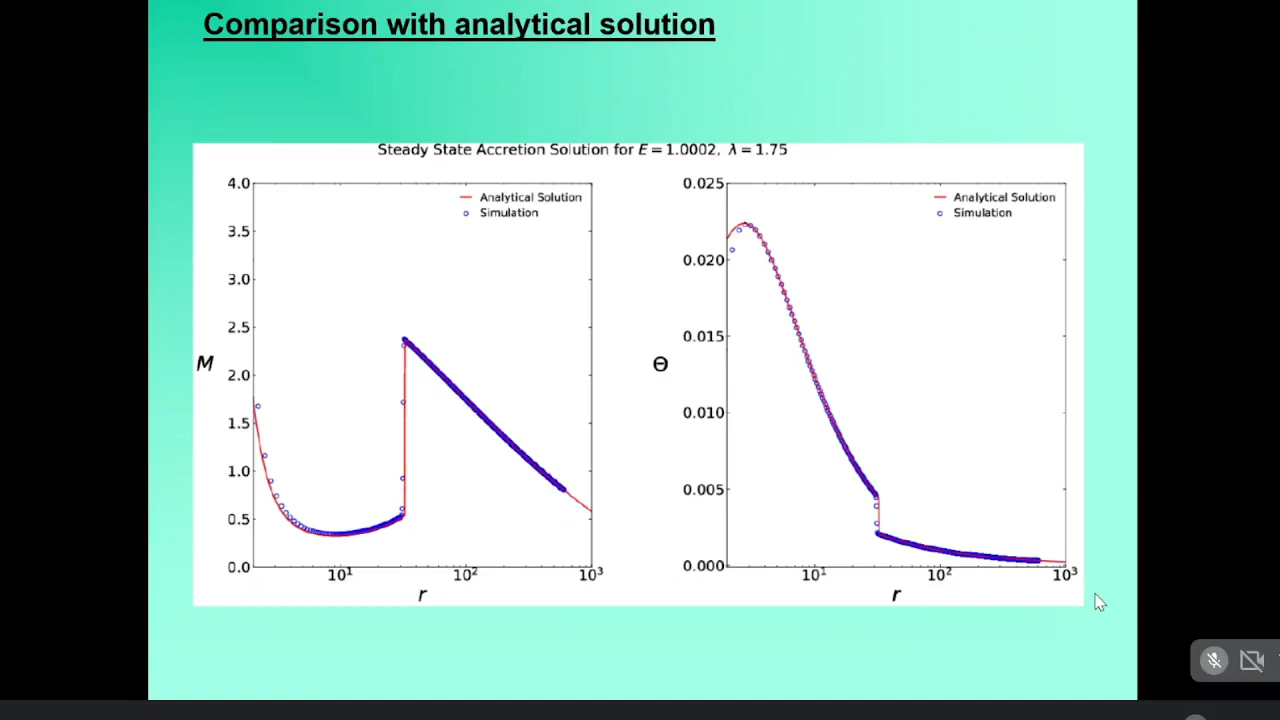 Comparison with analytical solution
Steady State Accretion Solution for E = 1.0002, λ = 1.75
4.0
3.5
3.0
2.5
2.0
1.5
1.0
0.5
0.0
M
Analytical Solution
Simulation
10¹
10²
10³
r
0.025
0.020
0.015
0.010
0.005
0.000
Θ
Analytical Solution
Simulation
10¹
10²
10³
r